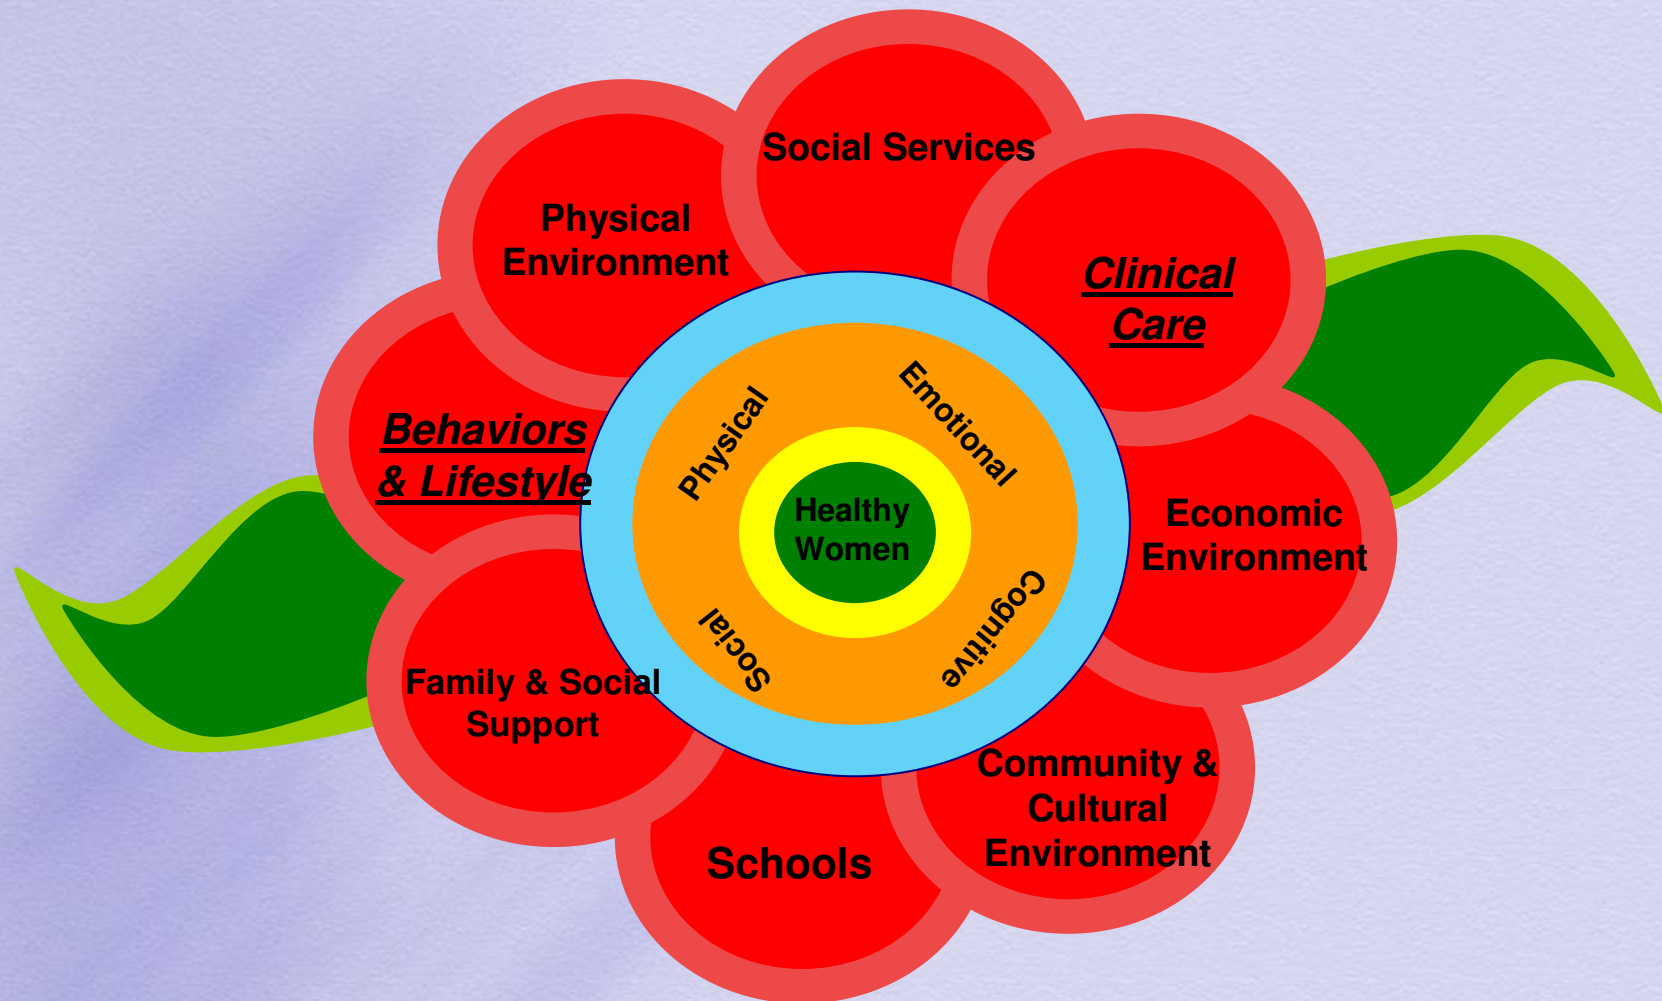 Social Services
Physical
Environment
Clinical
Care
Behaviors
& Lifestyle
Physical
Emotional
Healthy
Women
Economic
Environment
Cognitive
Social
Family & Social
Support
Community &
Cultural
Environment
Schools